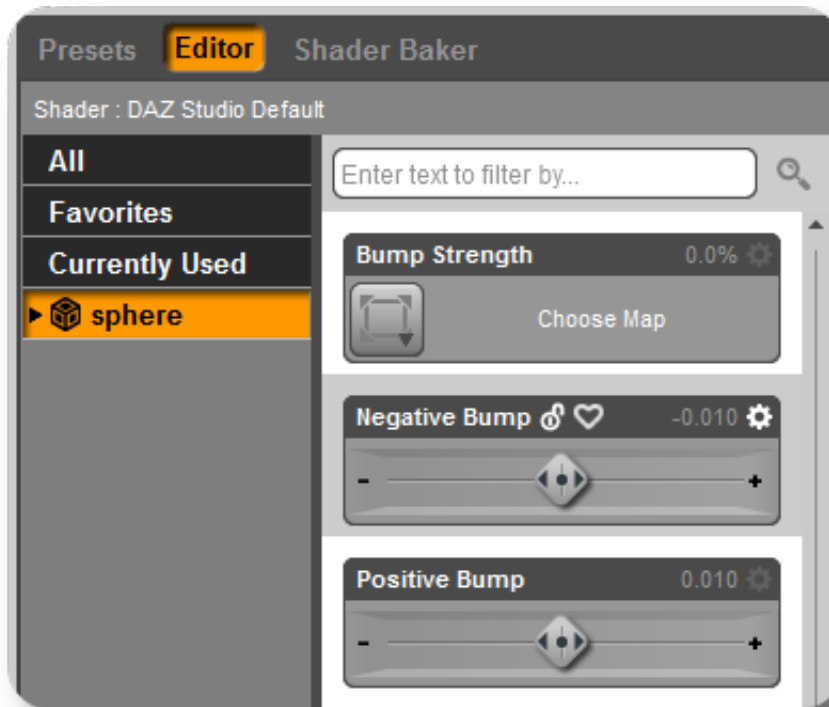 Presets Editor Shader Baker
Shader : DAZ Studio Default
All
Favorites
Currently Used
sphere
Enter text to filter by...
Bump Strength 0.0%
Choose Map
Negative Bump -0.010
- +
Positive Bump 0.010
- +